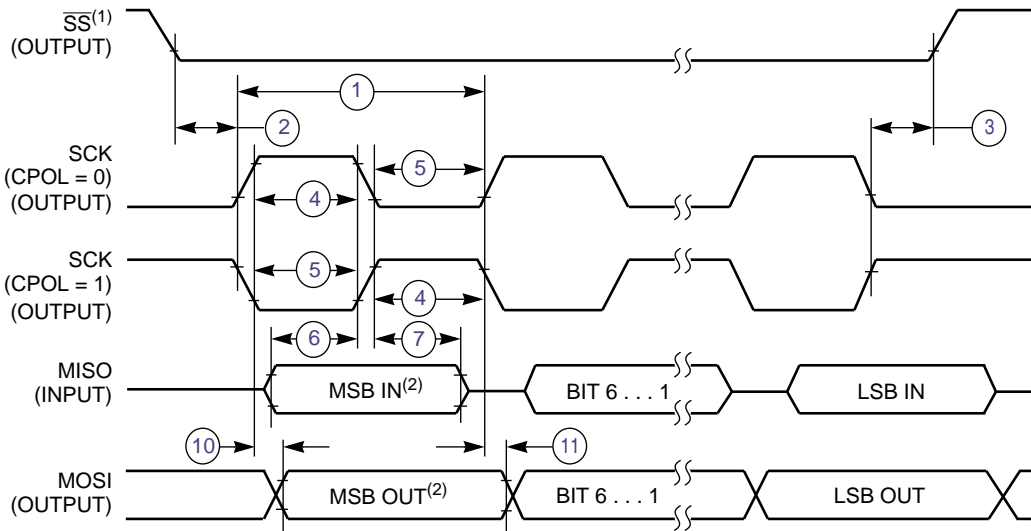 SS(1)
(OUTPUT)
1
2
3
SCK
(CPOL = 0)
(OUTPUT)
5
4
SCK
(CPOL = 1)
(OUTPUT)
5
4
6
7
MISO
(INPUT)
MSB IN(2)
BIT 6 . . . 1
LSB IN
10
11
MOSI
(OUTPUT)
MSB OUT(2)
BIT 6 . . . 1
LSB OUT